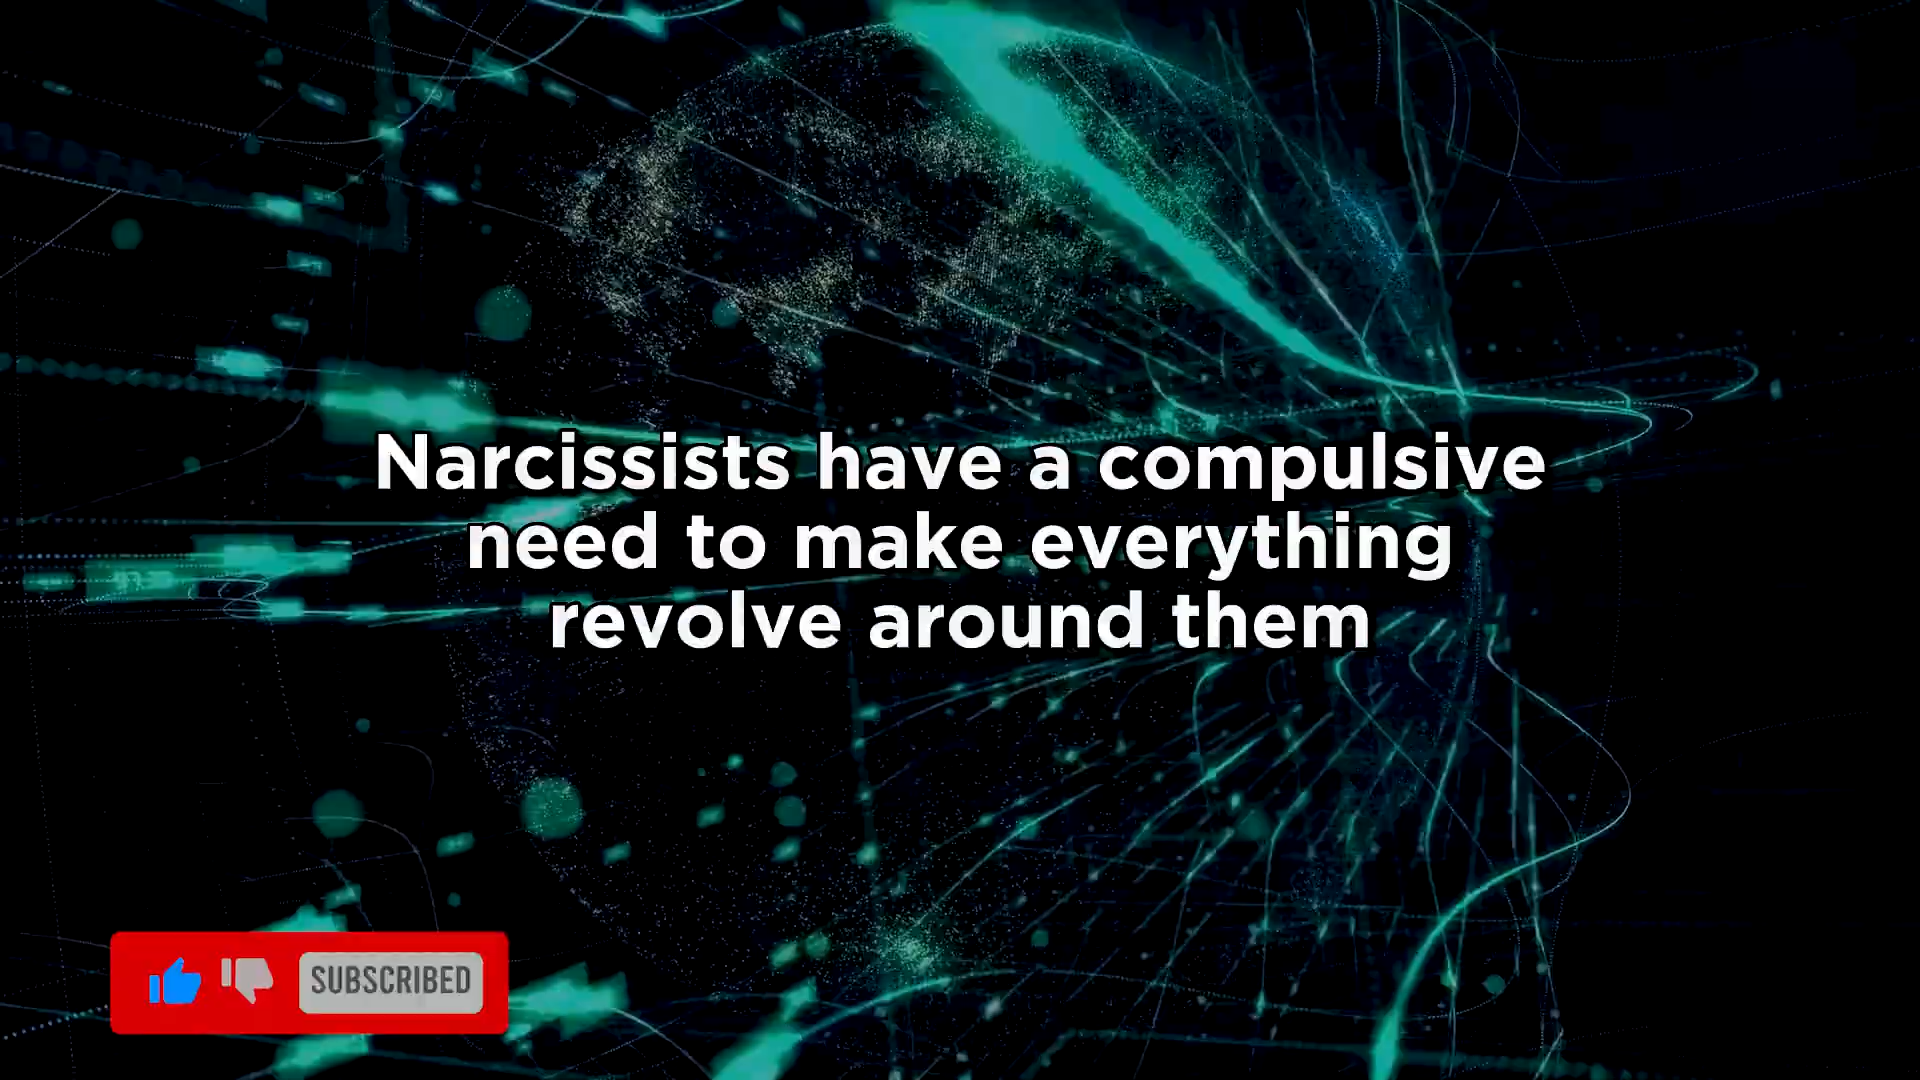 Narcissists have a compulsive
need to make everything
revolve around them
SUBSCRIBED